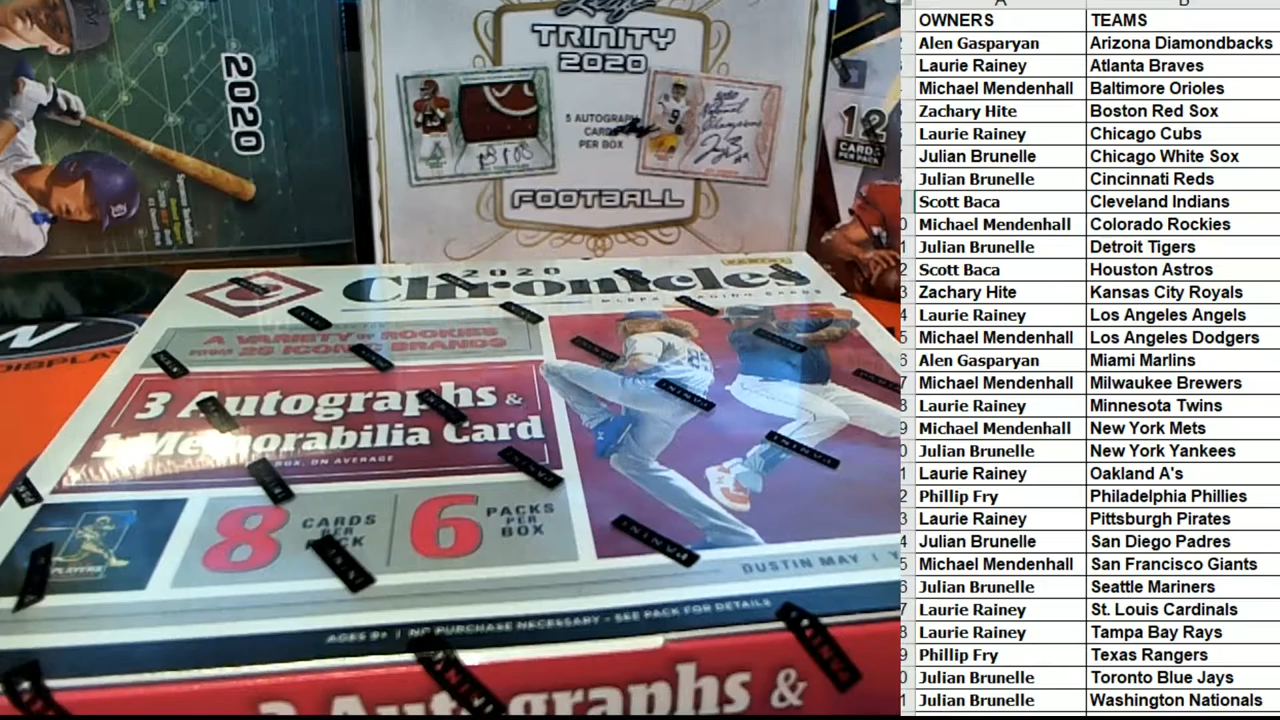 2020
Leaf
TRINITY
2020
5 AUTOGRAPH
CARDS
PER BOX
FOOTBALL
12
CARDS
PER PACK
PANINI
2020
Chronicles
A VARIETY OF ROOKIES
FROM 25 ICONIC BRANDS
3 Autographs &
1 Memorabilia Card
BOX, ON AVERAGE
8 CARDS PER PACK
6 PACKS PER BOX
DUSTIN MAY
AGES 9+ | NO PURCHASE NECESSARY - SEE PACK FOR DETAILS
3 Autographs &
DISPLAY
OWNERS TEAMS
Alen Gasparyan Arizona Diamondbacks
Laurie Rainey Atlanta Braves
Michael Mendenhall Baltimore Orioles
Zachary Hite Boston Red Sox
Laurie Rainey Chicago Cubs
Julian Brunelle Chicago White Sox
Julian Brunelle Cincinnati Reds
Scott Baca Cleveland Indians
Michael Mendenhall Colorado Rockies
Julian Brunelle Detroit Tigers
Scott Baca Houston Astros
Zachary Hite Kansas City Royals
Laurie Rainey Los Angeles Angels
Michael Mendenhall Los Angeles Dodgers
Alen Gasparyan Miami Marlins
Michael Mendenhall Milwaukee Brewers
Laurie Rainey Minnesota Twins
Michael Mendenhall New York Mets
Julian Brunelle New York Yankees
Laurie Rainey Oakland A's
Phillip Fry Philadelphia Phillies
Laurie Rainey Pittsburgh Pirates
Julian Brunelle San Diego Padres
Michael Mendenhall San Francisco Giants
Julian Brunelle Seattle Mariners
Laurie Rainey St. Louis Cardinals
Laurie Rainey Tampa Bay Rays
Phillip Fry Texas Rangers
Julian Brunelle Toronto Blue Jays
Julian Brunelle Washington Nationals